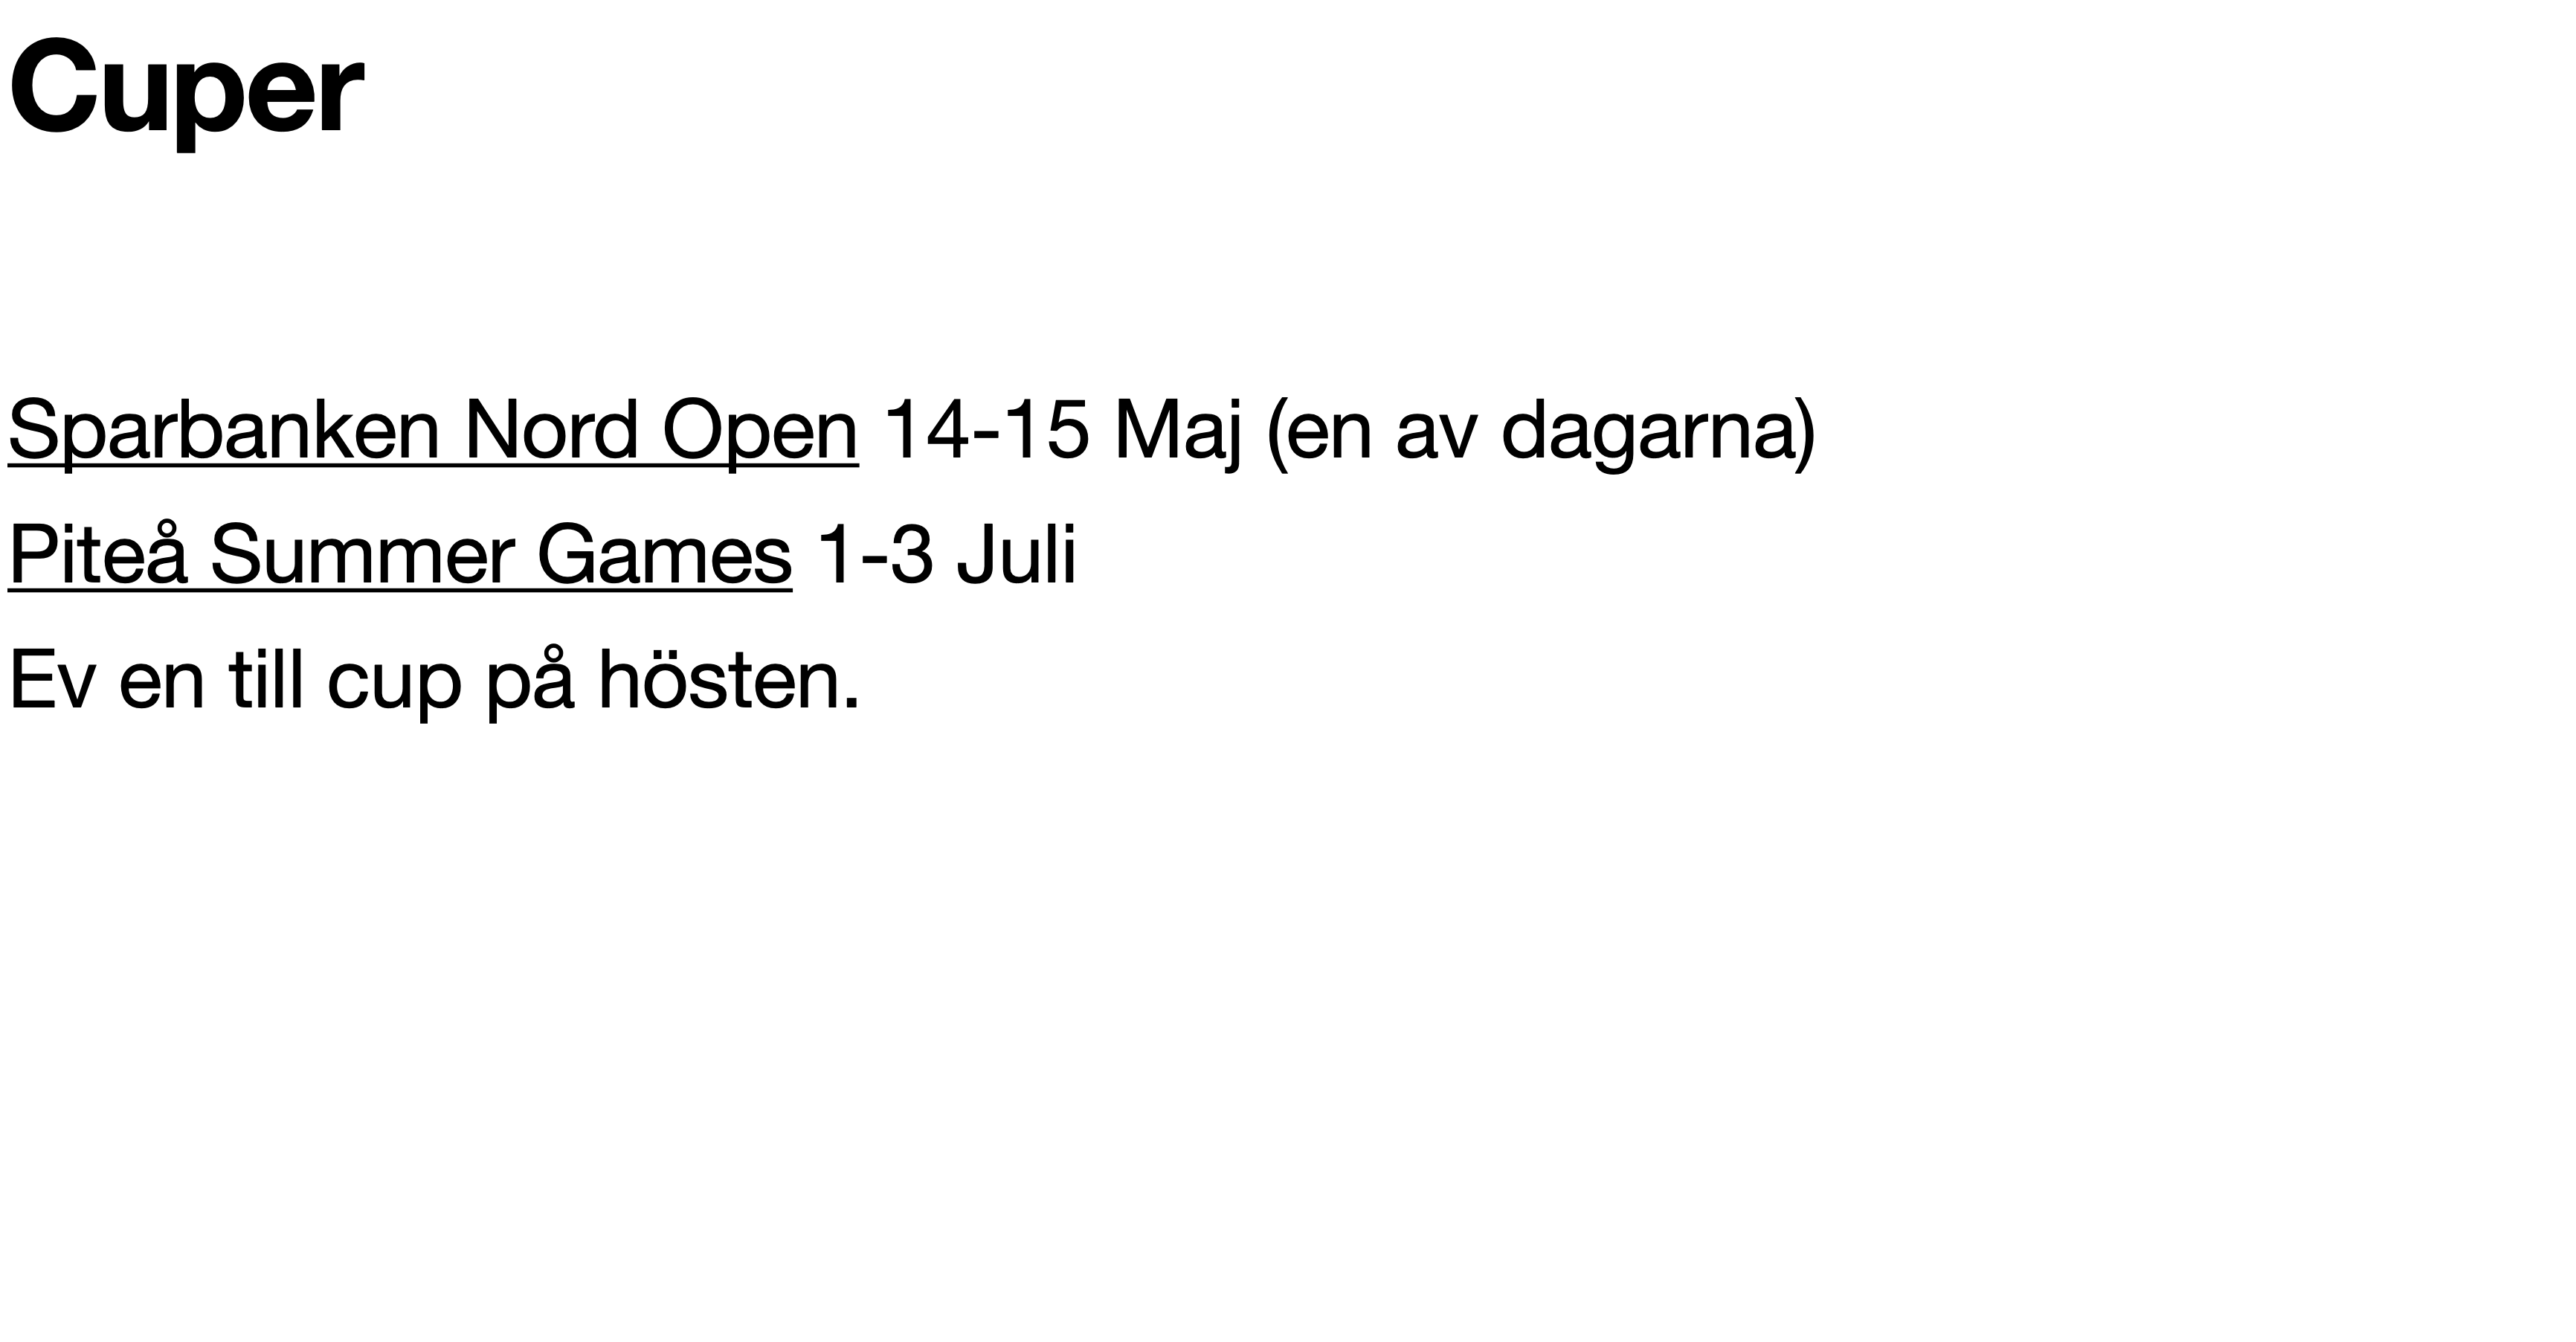 Cuper
Sparbanken Nord Open 14-15 Maj (en av dagarna)
Piteå Summer Games 1-3 Juli
Ev en till cup på hösten.